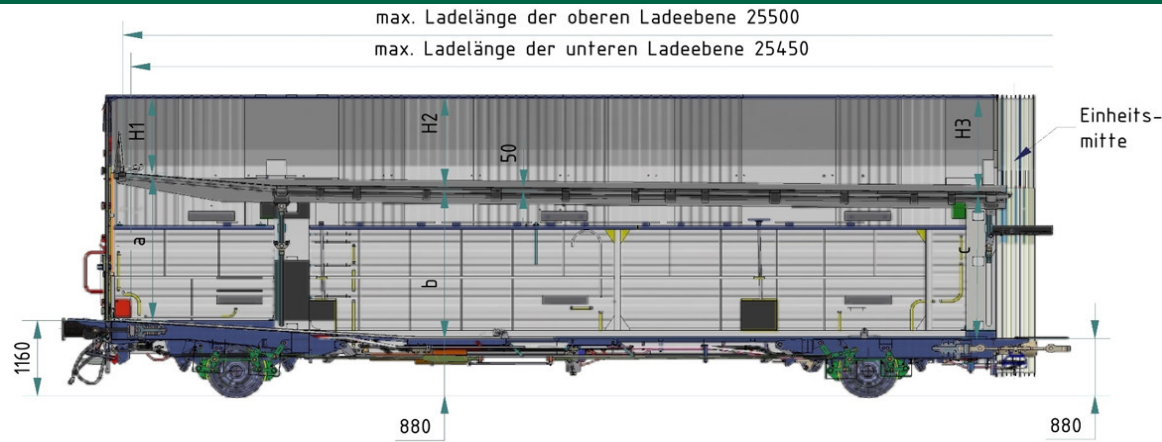 max. Ladelänge der oberen Ladeebene 25500
max. Ladelänge der unteren Ladeebene 25450
H1
H2
H3
50
Einheits-
mitte
a
b
c
1160
880
880